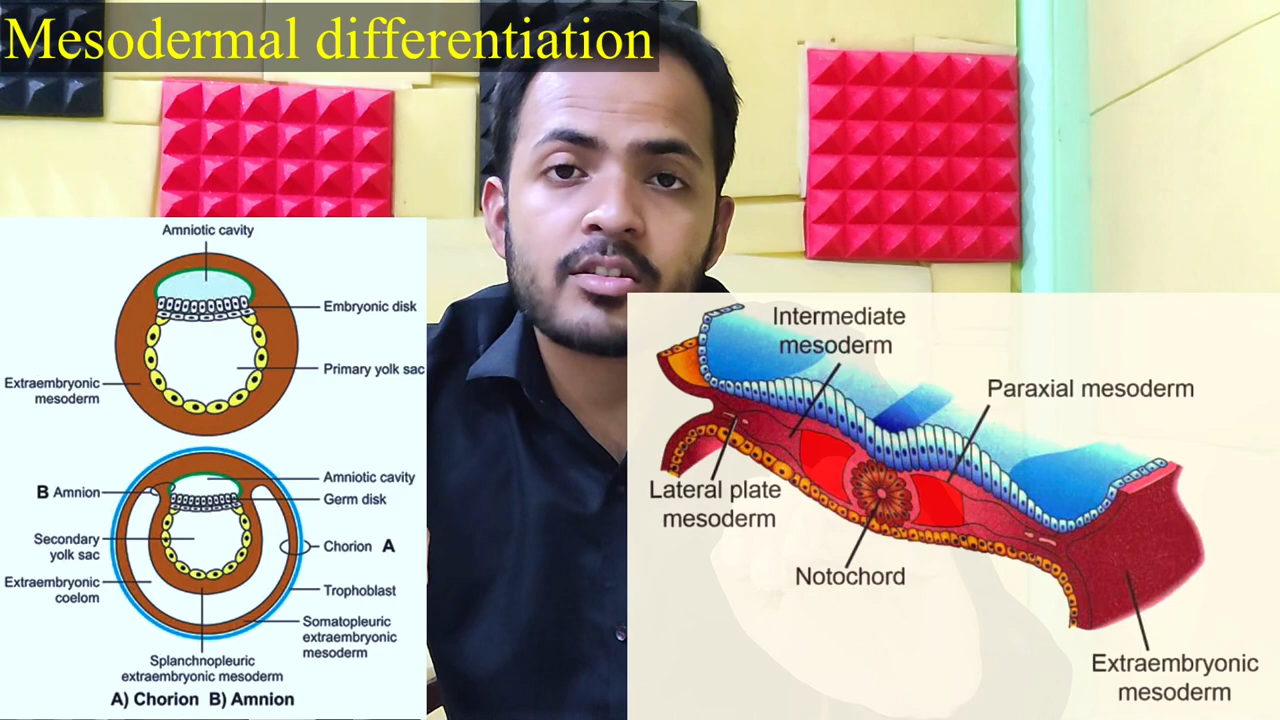 Mesodermal differentiation
Amniotic cavity
Embryonic disk
Primary yolk sac
Extraembryonic
mesoderm
Amniotic cavity
B Amnion
Germ disk
Secondary
yolk sac
Chorion A
Extraembryonic
coelom
Trophoblast
Somatopleuric
extraembryonic
mesoderm
Splanchnopleuric
extraembryonic mesoderm
A) Chorion B) Amnion
Intermediate
mesoderm
Paraxial mesoderm
Lateral plate
mesoderm
Notochord
Extraembryonic
mesoderm